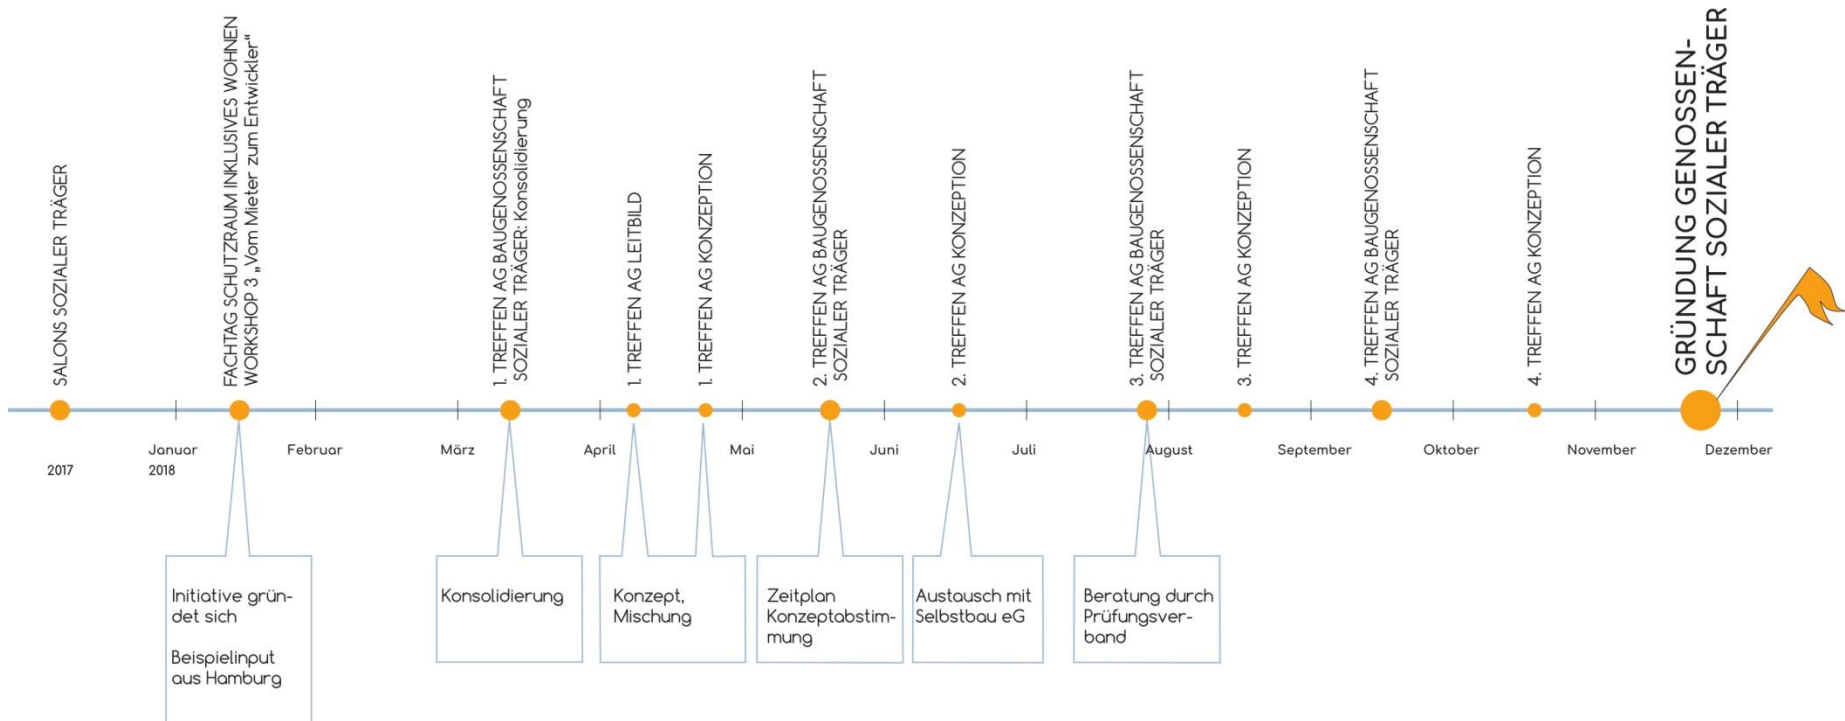 SALONS SOZIALER TRÄGER
FACHTAG SCHUTZRAUM INKLUSIVES WOHNEN
WORKSHOP 3 „Vom Mieter zum Entwickler“
1. TREFFEN AG BAUGENOSSENSCHAFT
SOZIALER TRÄGER: Konsolidierung
1. TREFFEN AG LEITBILD
1. TREFFEN AG KONZEPTION
2. TREFFEN AG BAUGENOSSENSCHAFT
SOZIALER TRÄGER
2. TREFFEN AG KONZEPTION
3. TREFFEN AG BAUGENOSSENSCHAFT
SOZIALER TRÄGER
3. TREFFEN AG KONZEPTION
4. TREFFEN AG BAUGENOSSENSCHAFT
SOZIALER TRÄGER
4. TREFFEN AG KONZEPTION
GRÜNDUNG GENOSSEN-
SCHAFT SOZIALER TRÄGER
2017
Januar
2018
Februar
März
April
Mai
Juni
Juli
August
September
Oktober
November
Dezember
Initiative grün-
det sich
Beispielinput
aus Hamburg
Konsolidierung
Konzept,
Mischung
Zeitplan
Konzeptabstim-
mung
Austausch mit
Selbstbau eG
Beratung durch
Prüfungsver-
band